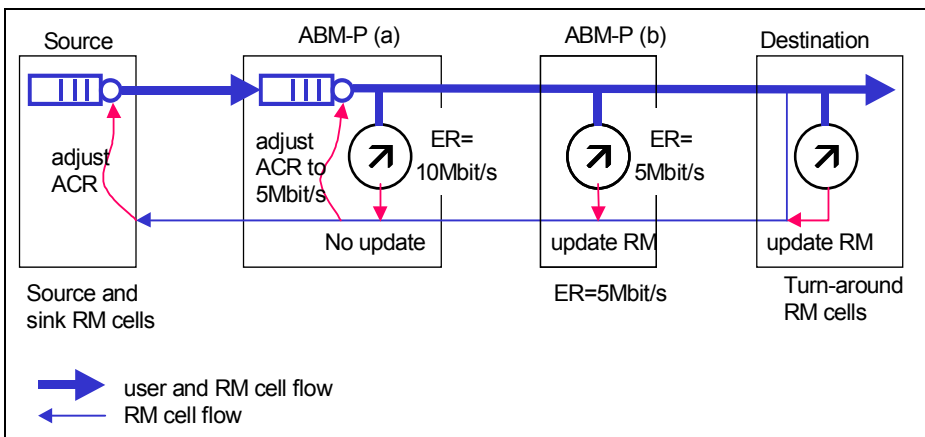 Source
ABM-P (a)
ABM-P (b)
Destination
adjust
ACR
adjust
ACR to
5Mbit/s
ER=
10Mbit/s
ER=
5Mbit/s
No update
update RM
update RM
Source and
sink RM cells
ER=5Mbit/s
Turn-around
RM cells
user and RM cell flow
RM cell flow